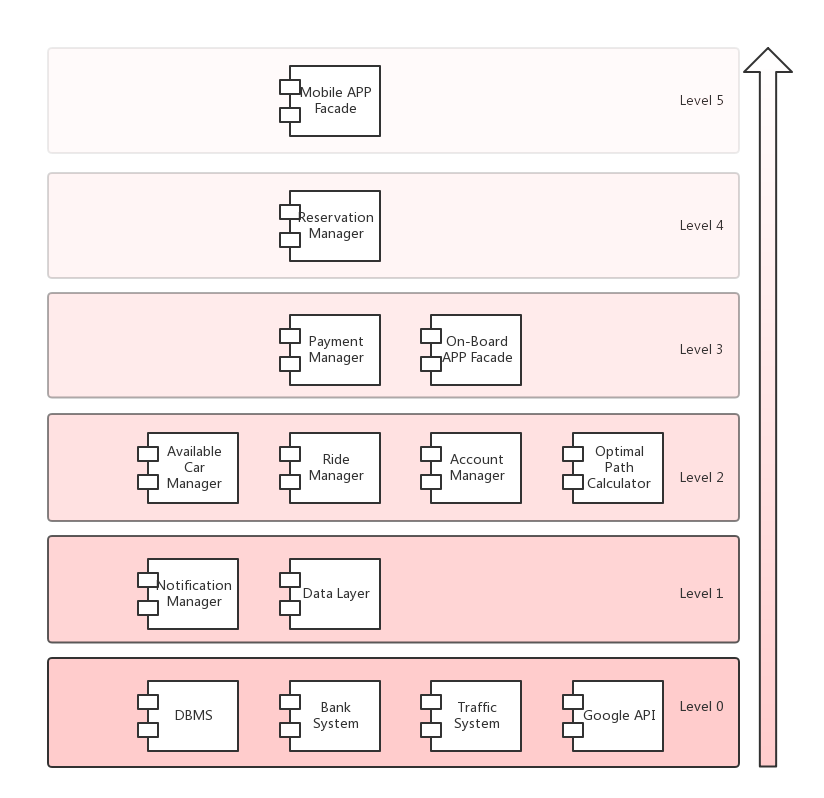 Mobile APP
Facade
Level 5
Reservation
Manager
Level 4
Payment
Manager
On-Board
APP Facade
Level 3
Available
Car
Manager
Ride
Manager
Account
Manager
Optimal
Path
Calculator
Level 2
Notification
Manager
Data Layer
Level 1
DBMS
Bank
System
Traffic
System
Google API
Level 0